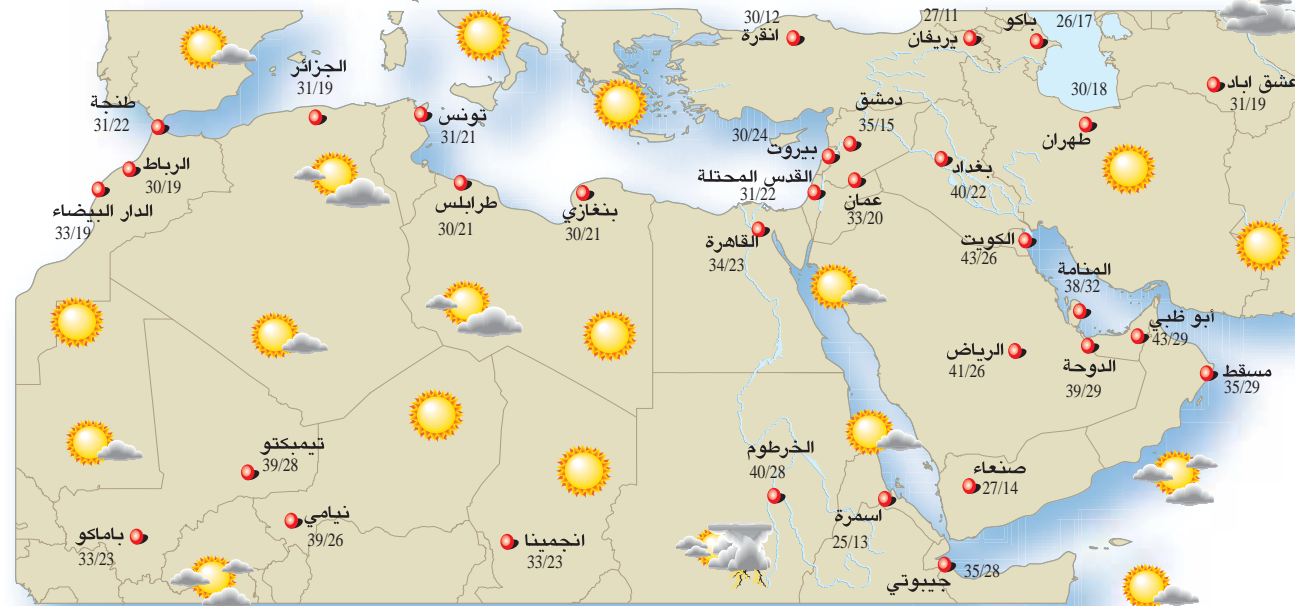 30/12
انقرة
27/11
يريفان
باكو
26/17
عشق اباد
31/19
30/18
طهران
الجزائر
31/19
طنجة
31/22
تونس
31/21
دمشق
35/15
30/24
بيروت
بغداد
40/22
الرباط
30/19
القدس المحتلة
31/22
عمان
33/20
الدار البيضاء
33/19
طرابلس
30/21
بنغازي
30/21
القاهرة
34/23
الكويت
43/26
المنامة
38/32
أبو ظبي
43/29
الرياض
41/26
الدوحة
39/29
مسقط
35/29
تيمبكتو
39/28
الخرطوم
40/28
صنعاء
27/14
نيامي
39/26
اسمرة
25/13
باماكو
33/23
انجمينا
33/23
جيبوتي
35/28